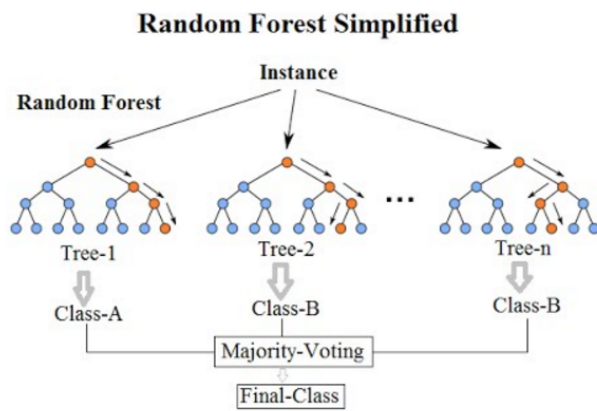 Random Forest Simplified
Instance
Random Forest
...
Tree-1 Tree-2 Tree-n
Class-A Class-B Class-B
Majority-Voting
Final-Class